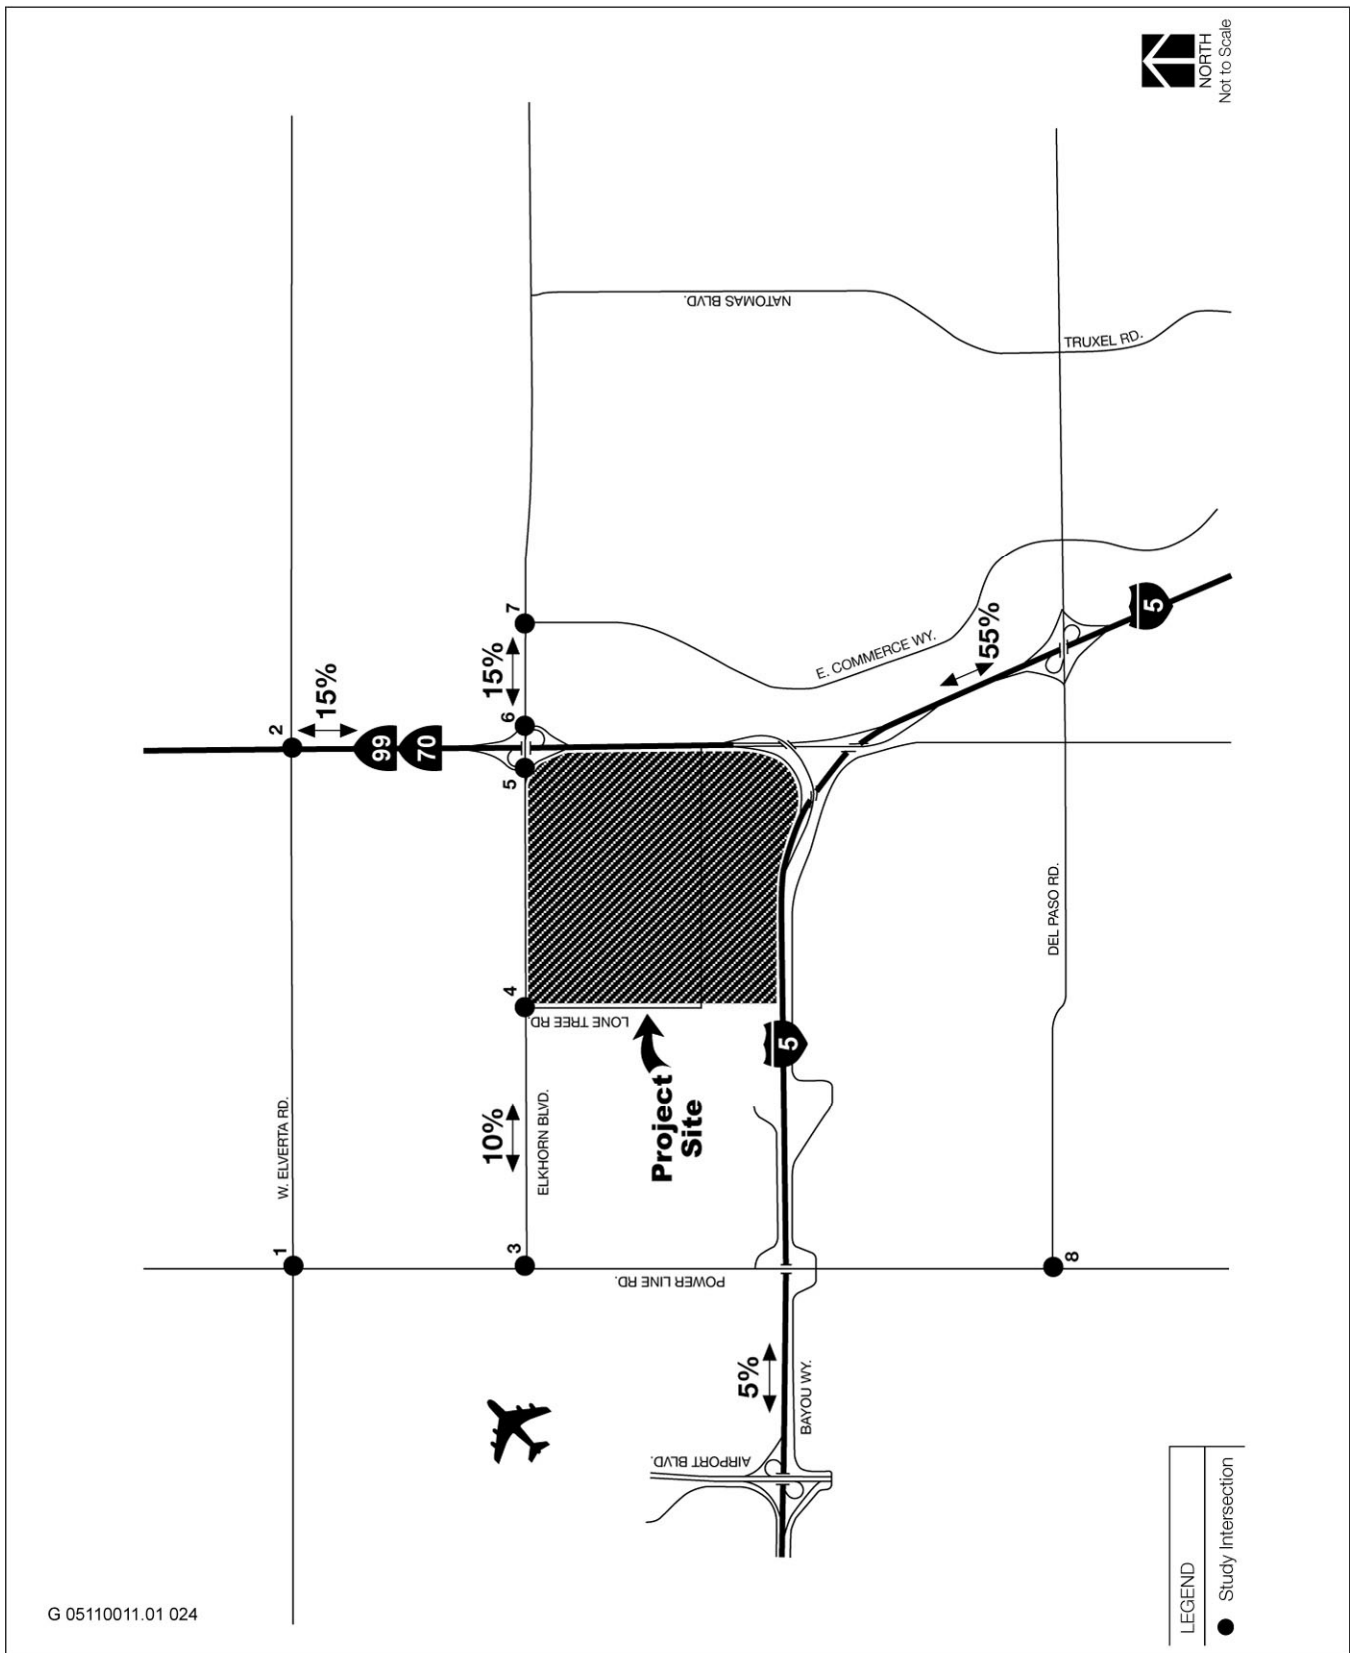 NORTH
Not to Scale
W. ELVERTA RD.
1
2
15%
99
70
10%
ELKHORN BLVD.
3
4
5
6
7
15%
NATOMAS BLVD.
TRUXEL RD.
E. COMMERCE WY.
55%
5
LONE TREE RD.
Project
Site
5
DEL PASO RD.
POWER LINE RD.
8
5%
BAYOU WY.
AIRPORT BLVD.
LEGEND
Study Intersection
G 05110011.01 024